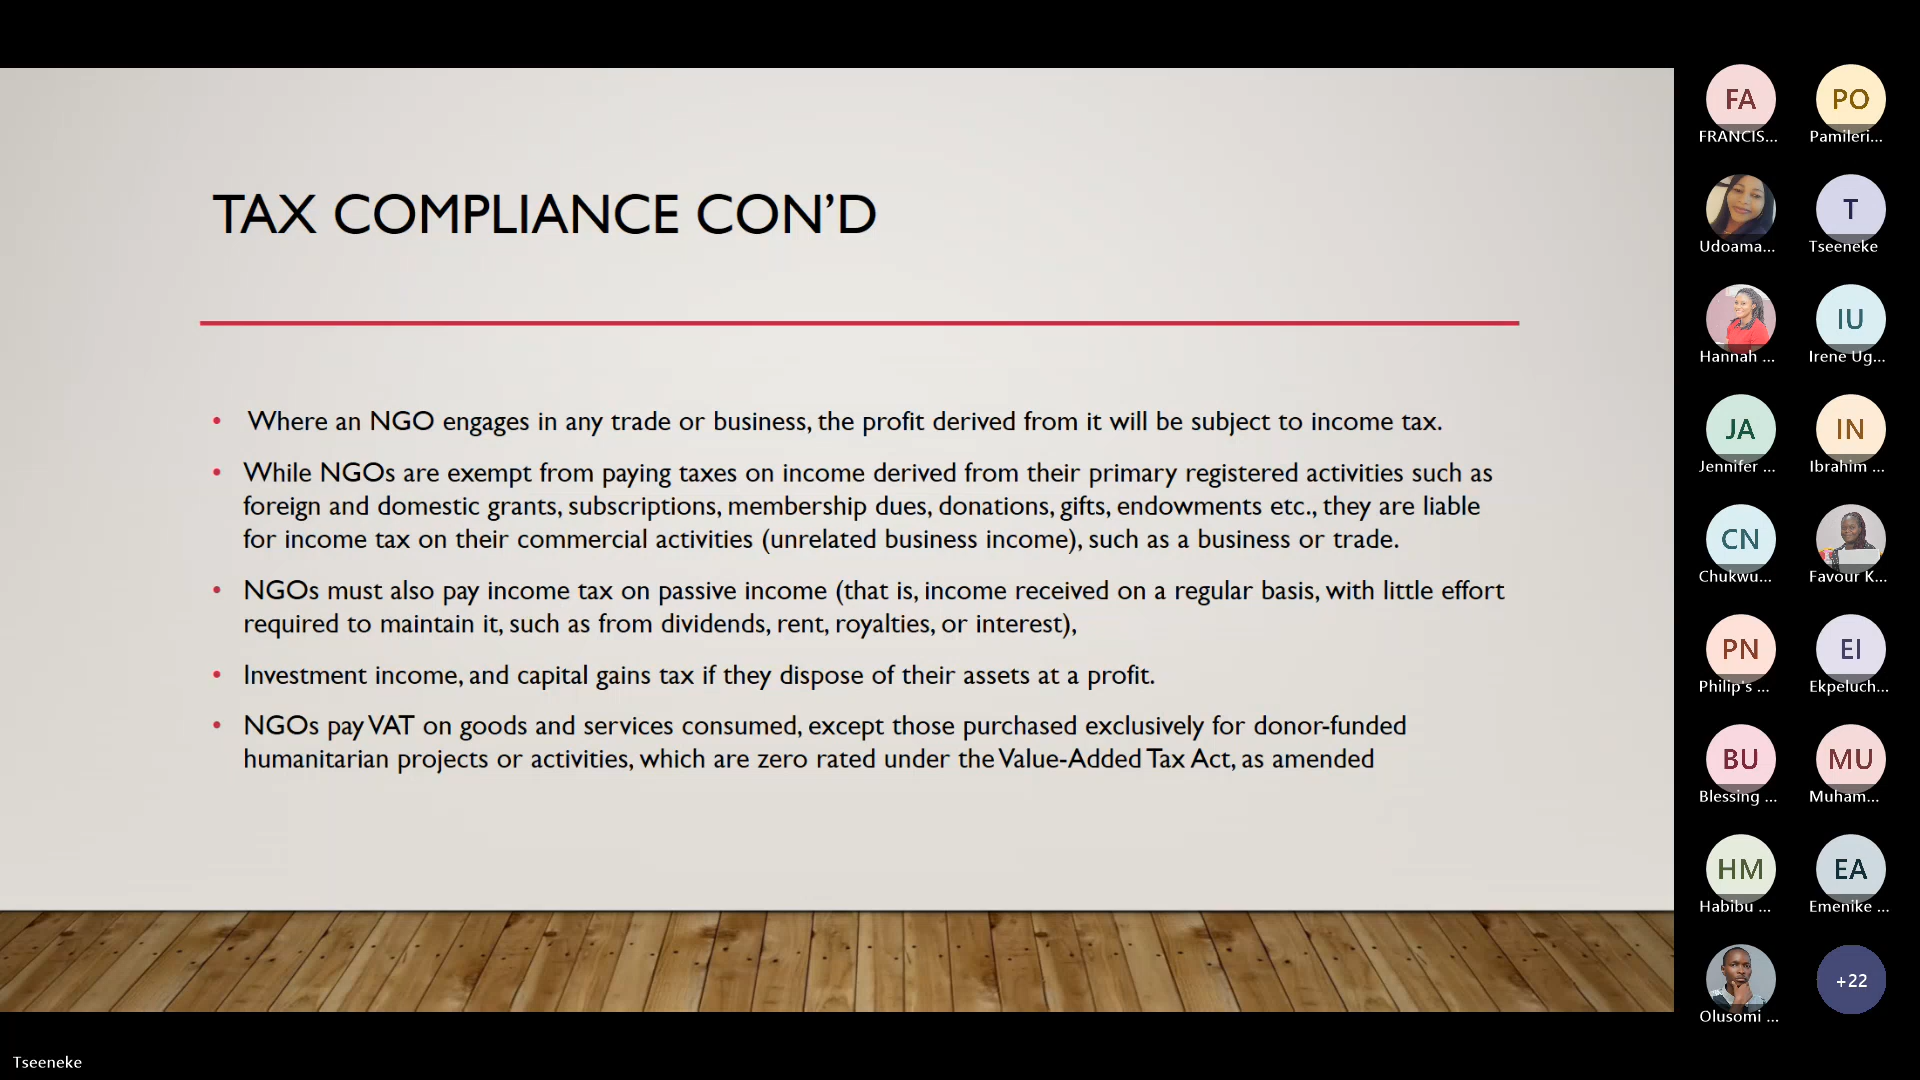 TAX COMPLIANCE CON’D
• Where an NGO engages in any trade or business, the profit derived from it will be subject to income tax.
• While NGOs are exempt from paying taxes on income derived from their primary registered activities such as
foreign and domestic grants, subscriptions, membership dues, donations, gifts, endowments etc., they are liable
for income tax on their commercial activities (unrelated business income), such as a business or trade.
• NGOs must also pay income tax on passive income (that is, income received on a regular basis, with little effort
required to maintain it, such as from dividends, rent, royalties, or interest),
• Investment income, and capital gains tax if they dispose of their assets at a profit.
• NGOs pay VAT on goods and services consumed, except those purchased exclusively for donor-funded
humanitarian projects or activities, which are zero rated under the Value-Added Tax Act, as amended
FA PO
FRANCIS... Pamileri...
T
Udoama... Tseeneke
IU
Hannah ... Irene Ug...
JA IN
Jennifer ... Ibrahim ...
CN
Chukwu... Favour K...
PN EI
Philip's ... Ekpeluch...
BU MU
Blessing ... Muham...
HM EA
Habibu ... Emenike ...
+22
Olusomi ...
Tseeneke